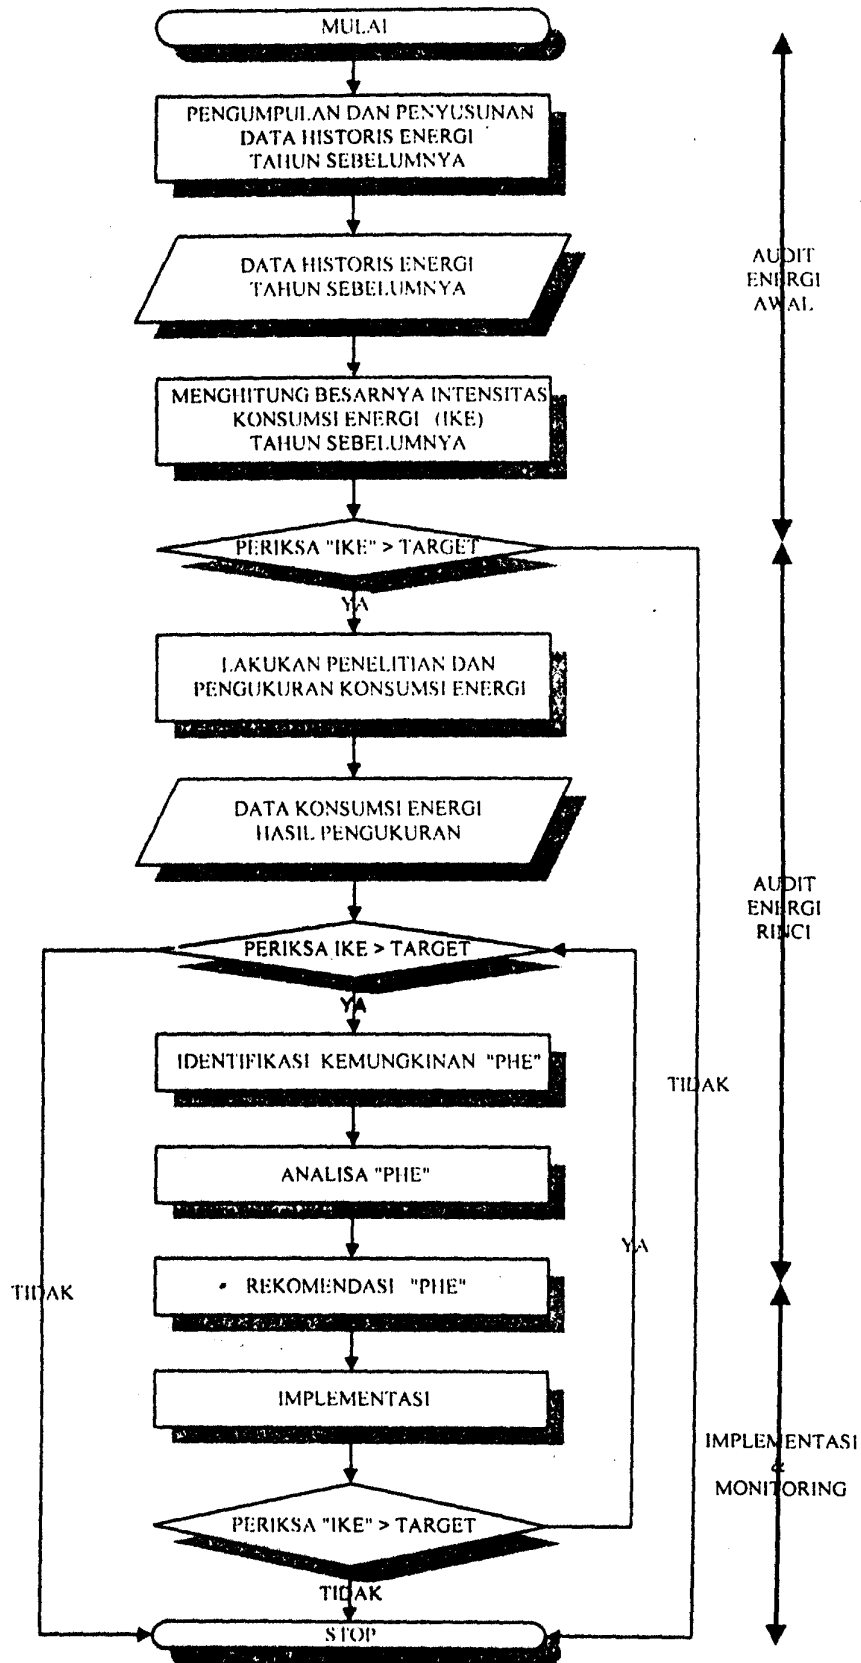 MULAI
PENGUMPULAN DAN PENYUSUNAN
DATA HISTORIS ENERGI
TAHUN SEBELUMNYA
DATA HISTORIS ENERGI
TAHUN SEBELUMNYA
MENGHITUNG BESARNYA INTENSITAS
KONSUMSI ENERGI (IKE)
TAHUN SEBELUMNYA
PERIKSA "IKE" > TARGET
YA
LAKUKAN PENELITIAN DAN
PENGUKURAN KONSUMSI ENERGI
DATA KONSUMSI ENERGI
HASIL PENGUKURAN
PERIKSA IKE > TARGET
YA
IDENTIFIKASI KEMUNGKINAN "PHE"
ANALISA "PHE"
REKOMENDASI "PHE"
IMPLEMENTASI
PERIKSA "IKE" > TARGET
TIDAK
STOP
TIDAK
YA
TIDAK
AUDIT
ENERGI
AWAL
AUDIT
ENERGI
RINCI
IMPLEMENTASI
&
MONITORING